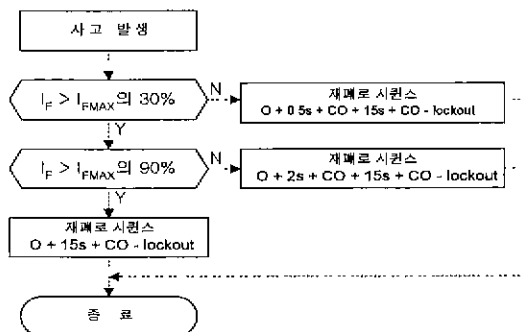 사고 발생
I_F > I_FMAX의 30%
N
재폐로 시퀀스
O + 0.5s + CO + 15s + CO - lockout
Y
I_F > I_FMAX의 90%
N
재폐로 시퀀스
O + 2s + CO + 15s + CO - lockout
Y
재폐로 시퀀스
O + 15s + CO - lockout
종료